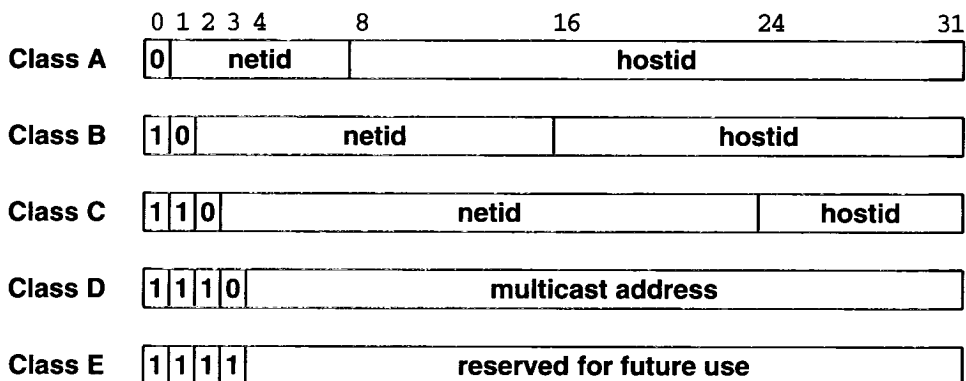 0 1 2 3 4 8 16 24 31
Class A 0 netid hostid
Class B 1 0 netid hostid
Class C 1 1 0 netid hostid
Class D 1 1 1 0 multicast address
Class E 1 1 1 1 reserved for future use